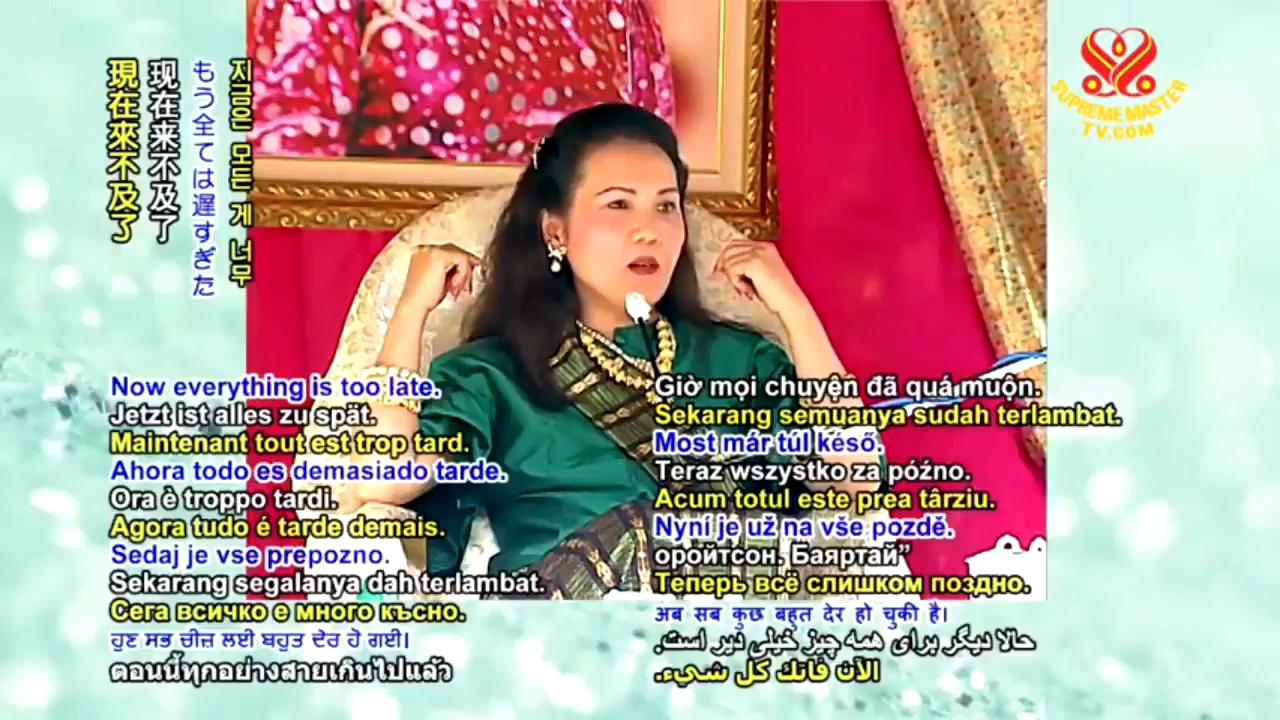 現在來不及了
现在来不及了
もう全ては遅すぎた
지금은 모든 게 너무
SUPREME MASTER
TV.COM
Now everything is too late.
Jetzt ist alles zu spät.
Maintenant tout est trop tard.
Ahora todo es demasiado tarde.
Ora è troppo tardi.
Agora tudo é tarde demais.
Sedaj je vse prepozno.
Sekarang segalanya dah terlambat.
Сега всичко е много късно.
ਹੁਣ ਸਭ ਚੀਜ਼ ਲਈ ਬਹੁਤ ਦੇਰ ਹੋ ਗਈ।
ตอนนี้ทุกอย่างสายเกินไปแล้ว
Giờ mọi chuyện đã quá muộn.
Sekarang semuanya sudah terlambat.
Most már túl késő.
Teraz wszystko za późno.
Acum totul este prea târziu.
Nyní je už na vše pozdě.
оройтсон. Баяртай”
Теперь всё слишком поздно.
अब सब कुछ बहुत देर हो चुकी है।
حالا دیگر برای همه چیز خیلی دیر است.
الآن فاتك كل شيء.